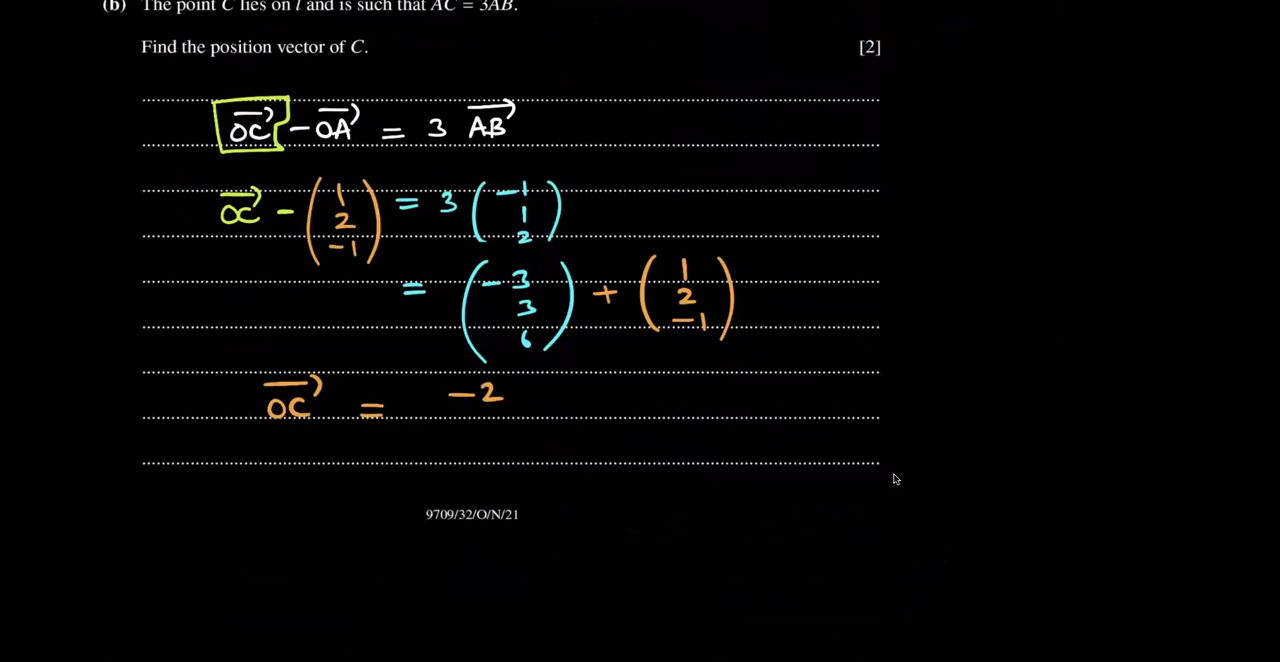 (b) The point C lies on l and is such that AC = 3AB.
Find the position vector of C. [2]
OC⃗ - OA⃗ = 3 AB⃗
OC⃗ - (1 2 -1) = 3 (-1 1 2)
= (-3 3 6) + (1 2 -1)
OC⃗ = -2
9709/32/O/N/21